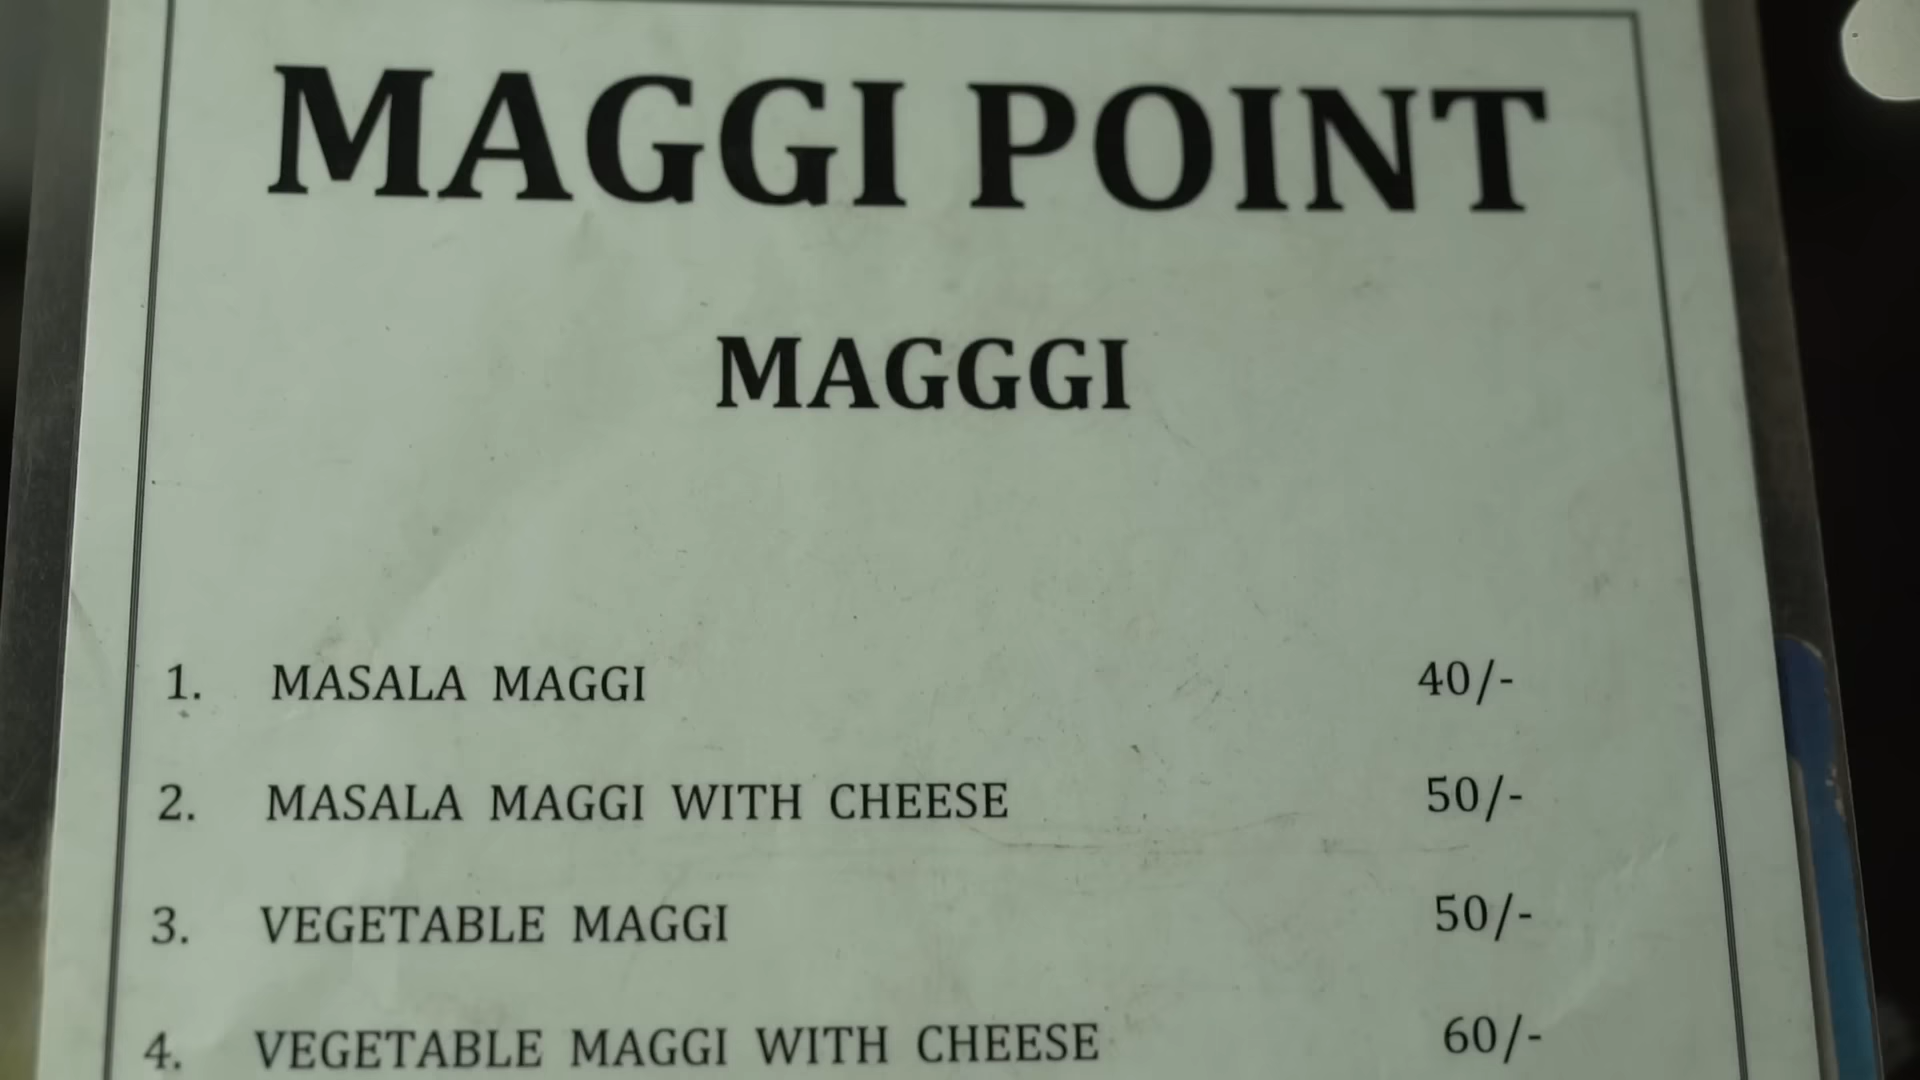 MAGGI POINT
MAGGGI
1. MASALA MAGGI 40/-
2. MASALA MAGGI WITH CHEESE 50/-
3. VEGETABLE MAGGI 50/-
4. VEGETABLE MAGGI WITH CHEESE 60/-